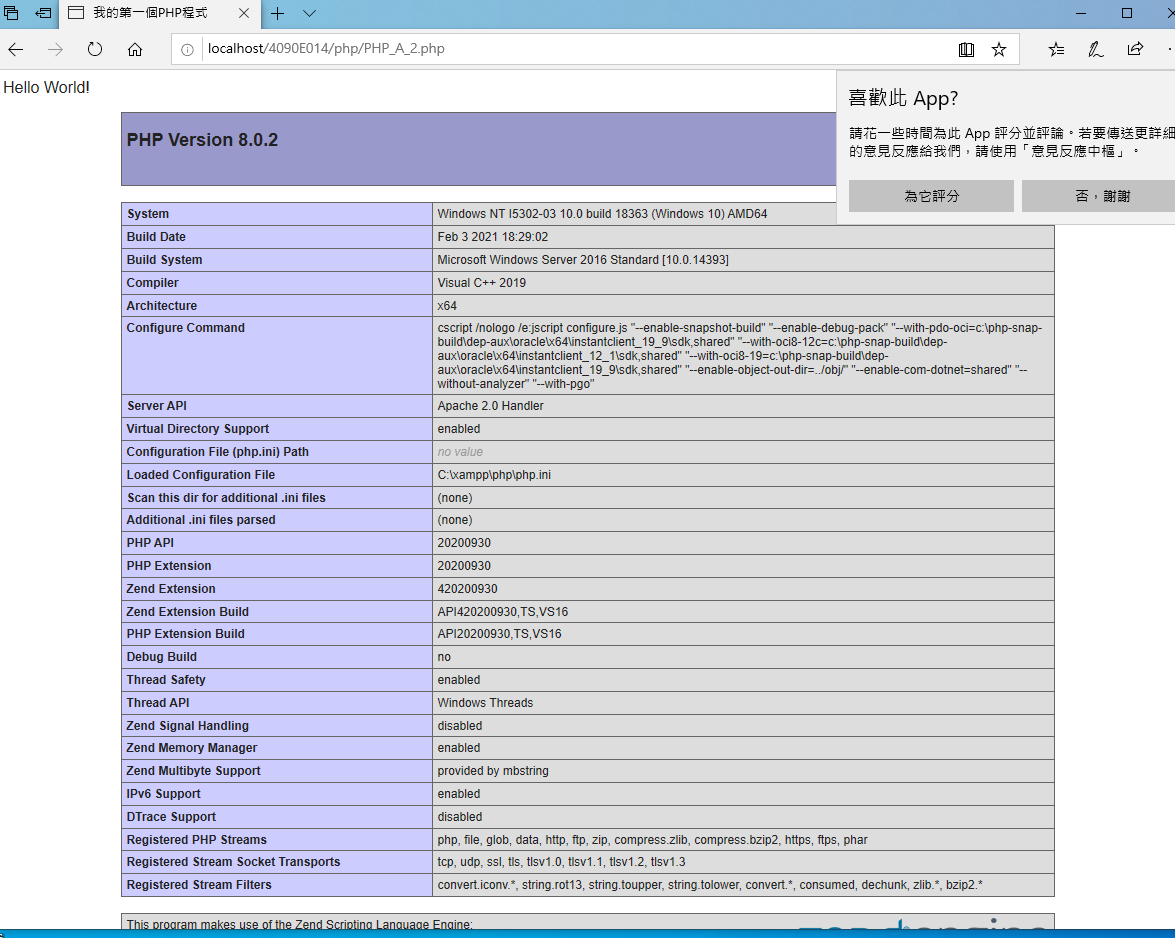 我的第一個PHP程式
localhost/4090E014/php/PHP_A_2.php
Hello World!
喜歡此 App?
請花一些時間為此 App 評分並評論。若要傳送更詳細
的意見反應給我們，請使用「意見反應中樞」。
為它評分 否，謝謝
PHP Version 8.0.2
System Windows NT I5302-03 10.0 build 18363 (Windows 10) AMD64
Build Date Feb 3 2021 18:29:02
Build System Microsoft Windows Server 2016 Standard [10.0.14393]
Compiler Visual C++ 2019
Architecture x64
Configure Command cscript /nologo /e:jscript configure.js "--enable-snapshot-build" "--enable-debug-pack" "--with-pdo-oci=c:\php-snap-
build\dep-aux\oracle\x64\instantclient_19_9\sdk,shared" "--with-oci8-12c=c:\php-snap-build\dep-
aux\oracle\x64\instantclient_12_1\sdk,shared" "--with-oci8-19=c:\php-snap-build\dep-
aux\oracle\x64\instantclient_19_9\sdk,shared" "--enable-object-out-dir=../obj/" "--enable-com-dotnet=shared" "--
without-analyzer" "--with-pgo"
Server API Apache 2.0 Handler
Virtual Directory Support enabled
Configuration File (php.ini) Path no value
Loaded Configuration File C:\xampp\php\php.ini
Scan this dir for additional .ini files (none)
Additional .ini files parsed (none)
PHP API 20200930
PHP Extension 20200930
Zend Extension 420200930
Zend Extension Build API420200930,TS,VS16
PHP Extension Build API20200930,TS,VS16
Debug Build no
Thread Safety enabled
Thread API Windows Threads
Zend Signal Handling disabled
Zend Memory Manager enabled
Zend Multibyte Support provided by mbstring
IPv6 Support enabled
DTrace Support disabled
Registered PHP Streams php, file, glob, data, http, ftp, zip, compress.zlib, compress.bzip2, https, ftps, phar
Registered Stream Socket Transports tcp, udp, ssl, tls, tlsv1.0, tlsv1.1, tlsv1.2, tlsv1.3
Registered Stream Filters convert.iconv.*, string.rot13, string.toupper, string.tolower, convert.*, consumed, dechunk, zlib.*, bzip2.*
This program makes use of the Zend Scripting Language Engine: